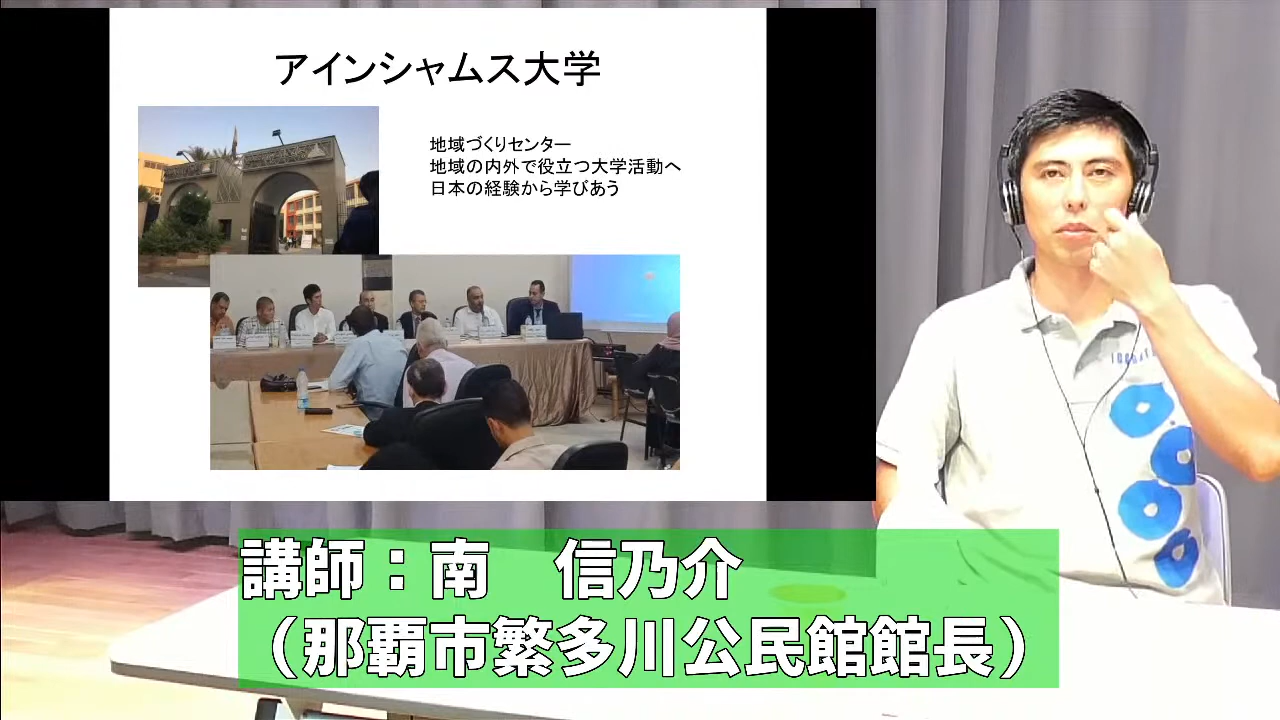 アインシャムス大学
地域づくりセンター
地域の内外で役立つ大学活動へ
日本の経験から学びあう
講師：南　信乃介
（那覇市繁多川公民館館長）